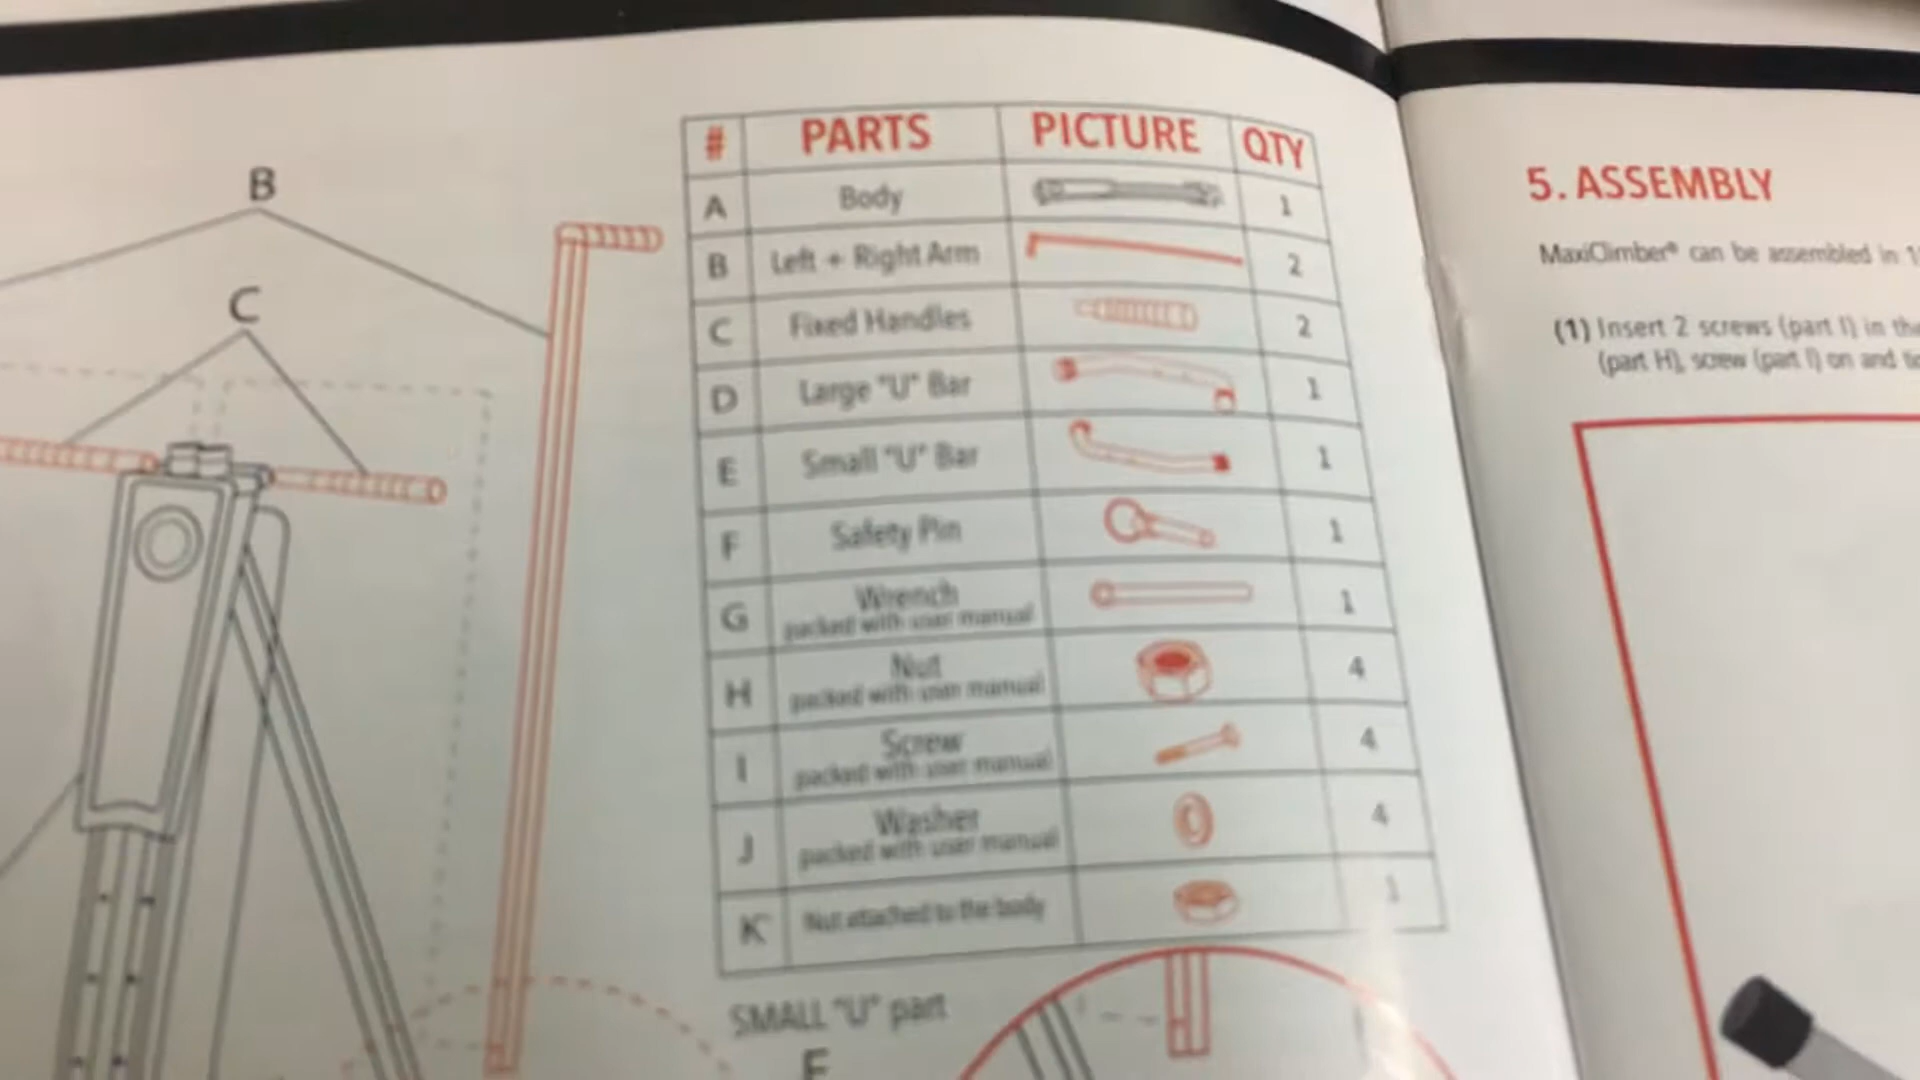 B
C
# PARTS PICTURE QTY
A Body 1
B Left + Right Arm 2
C Fixed Handles 2
D Large "U" Bar 1
E Small "U" Bar 1
F Safety Pin 1
G Wrench 1
packed with user manual
H Nut 4
packed with user manual
I Screw 4
packed with user manual
J Washer 4
packed with user manual
K Nut attached to the body 1
SMALL "U" part
5. ASSEMBLY
MaxiClimber® can be assembled in
(1) Insert 2 screws (part I) in the
(part H), screw (part I) on and